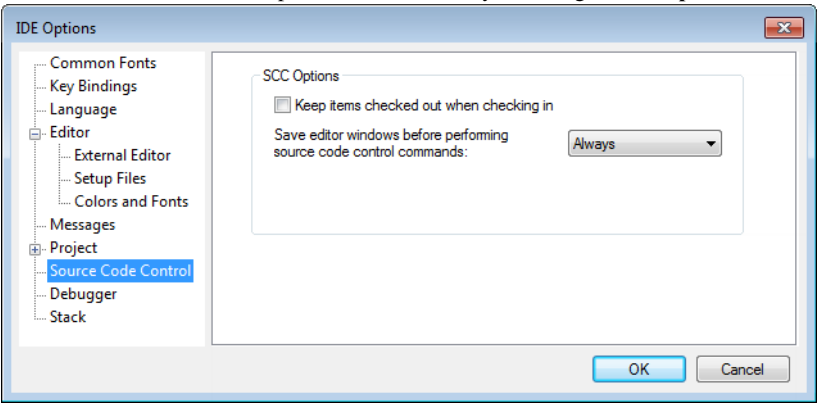 IDE Options
Common Fonts
Key Bindings
Language
Editor
External Editor
Setup Files
Colors and Fonts
Messages
Project
Source Code Control
Debugger
Stack
SCC Options
Keep items checked out when checking in
Save editor windows before performing
source code control commands:
Always
OK
Cancel